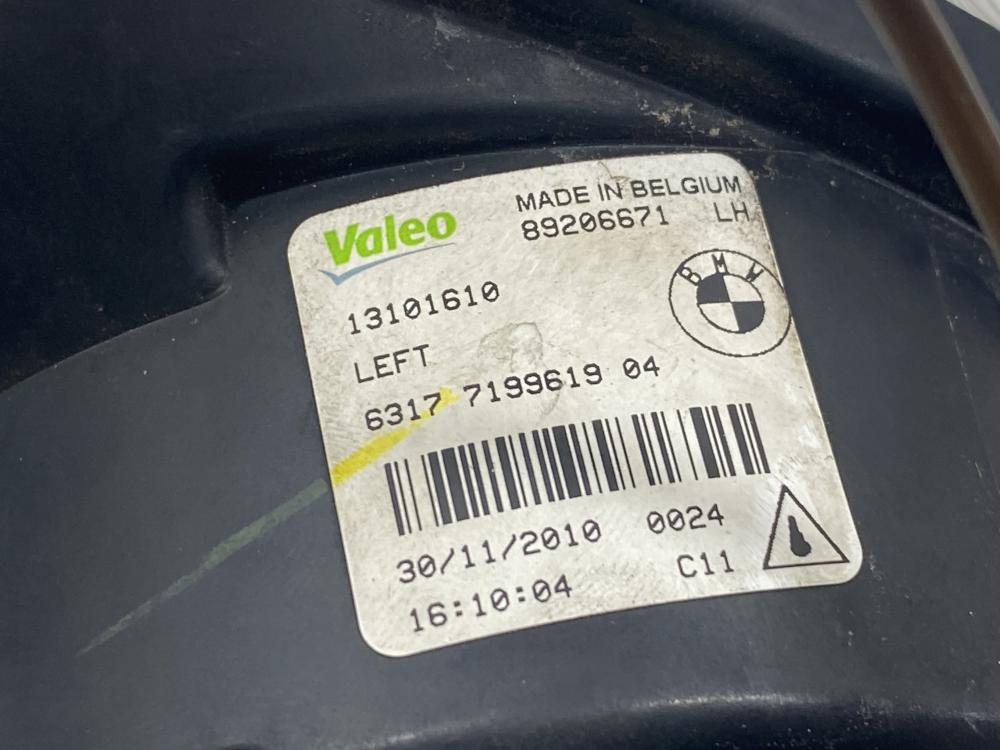 Valeo
MADE IN BELGIUM
89206671 LH
13101610
BMW
LEFT
6317 7199619 04
30/11/2010 0024
16:10:04 C11